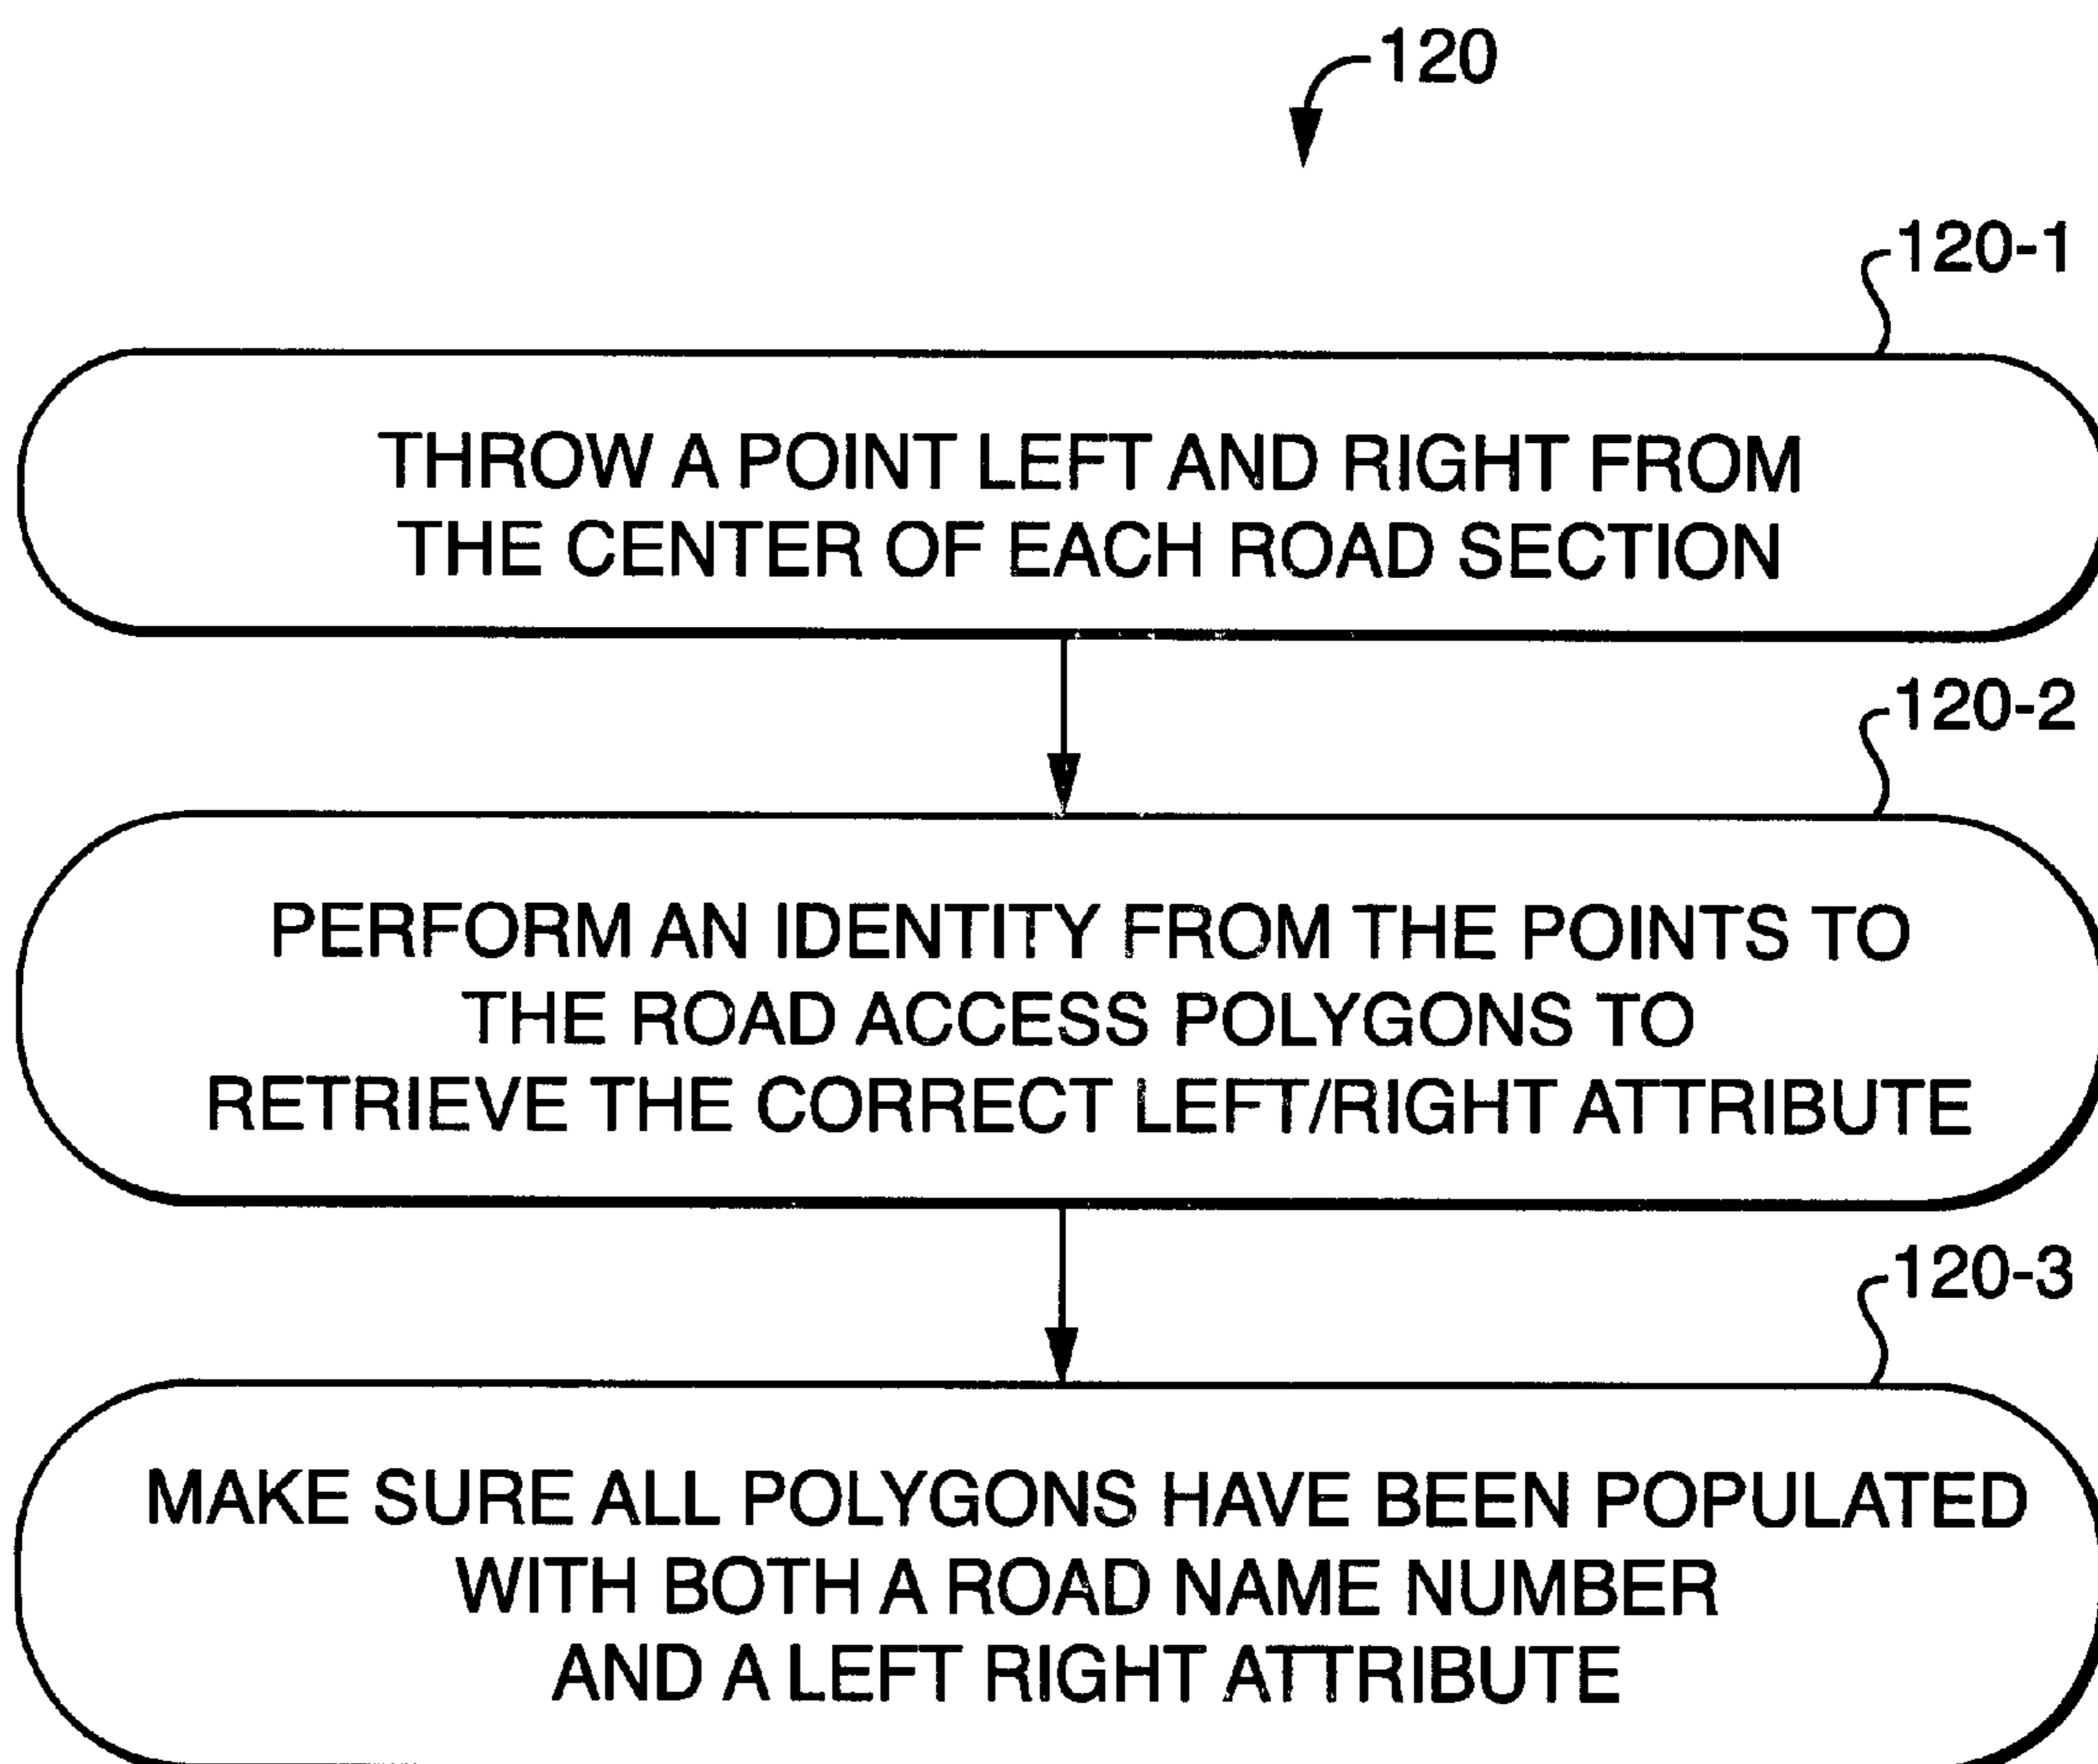 120
120-1
THROW A POINT LEFT AND RIGHT FROM
THE CENTER OF EACH ROAD SECTION
120-2
PERFORM AN IDENTITY FROM THE POINTS TO
THE ROAD ACCESS POLYGONS TO
RETRIEVE THE CORRECT LEFT/RIGHT ATTRIBUTE
120-3
MAKE SURE ALL POLYGONS HAVE BEEN POPULATED
WITH BOTH A ROAD NAME NUMBER
AND A LEFT RIGHT ATTRIBUTE